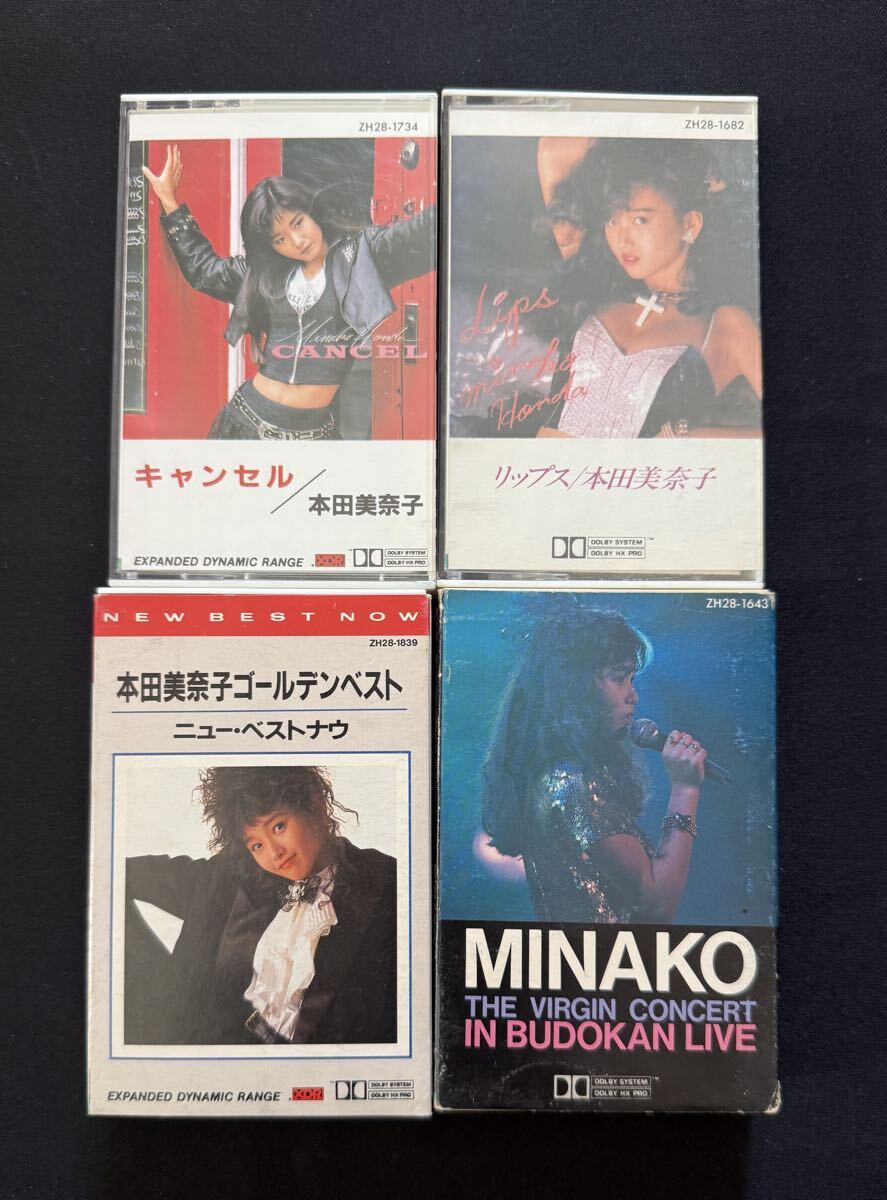 ZH28-1734
Minako Honda
CANCEL
キャンセル/本田美奈子
EXPANDED DYNAMIC RANGE .XDR DOLBY SYSTEM
DOLBY HX PRO
ZH28-1682
Lips
minako
Honda
リップス/本田美奈子
DOLBY SYSTEM™
DOLBY HX PRO
NEW BEST NOW
ZH28-1839
本田美奈子ゴールデンベスト
ニュー・ベストナウ
EXPANDED DYNAMIC RANGE .XDR DOLBY SYSTEM
DOLBY HX PRO
ZH28-1643
MINAKO
THE VIRGIN CONCERT
IN BUDOKAN LIVE
DOLBY SYSTEM™
DOLBY HX PRO